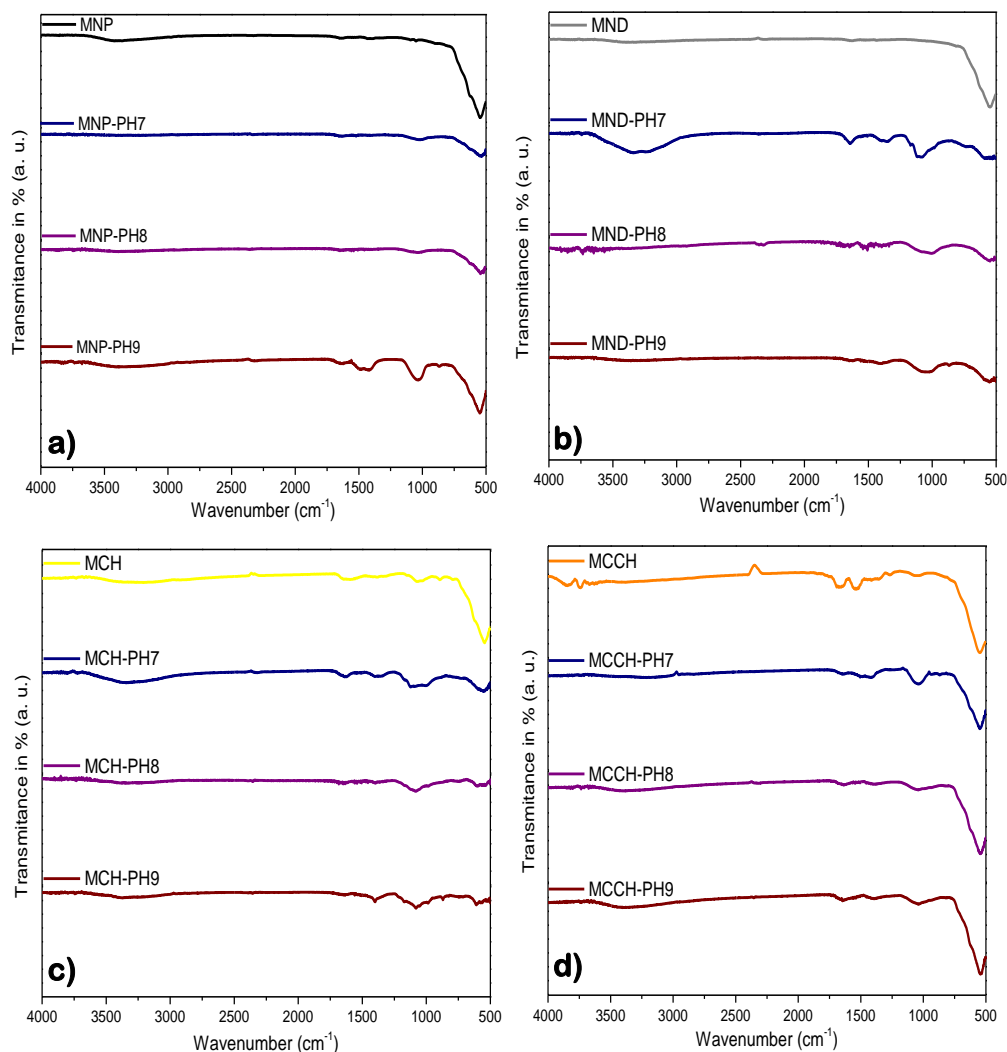 MNP
MNP-PH7
MNP-PH8
MNP-PH9
a)
Transmitance in % (a. u.)
4000 3500 3000 2500 2000 1500 1000 500
Wavenumber (cm⁻¹)
MND
MND-PH7
MND-PH8
MND-PH9
b)
Transmitance in % (a. u.)
4000 3500 3000 2500 2000 1500 1000 500
Wavenumber (cm⁻¹)
MCH
MCH-PH7
MCH-PH8
MCH-PH9
c)
Transmitance in % (a. u.)
4000 3500 3000 2500 2000 1500 1000 500
Wavenumber (cm⁻¹)
MCCH
MCCH-PH7
MCCH-PH8
MCCH-PH9
d)
Transmitance in % (a. u.)
4000 3500 3000 2500 2000 1500 1000 500
Wavenumber (cm⁻¹)